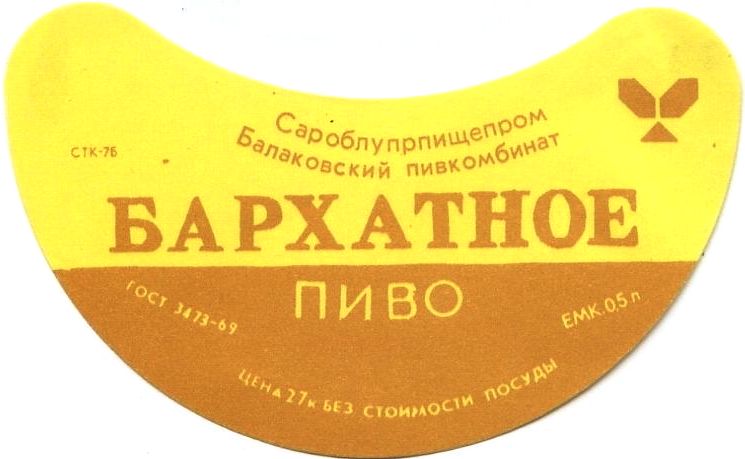 Сароблупрпищепром
Балаковский пивкомбинат
СТК-76
БАРХАТНОЕ
ПИВО
ГОСТ 3473-69
ЕМК. 0,5 л
ЦЕНА 27к БЕЗ СТОИМОСТИ ПОСУДЫ